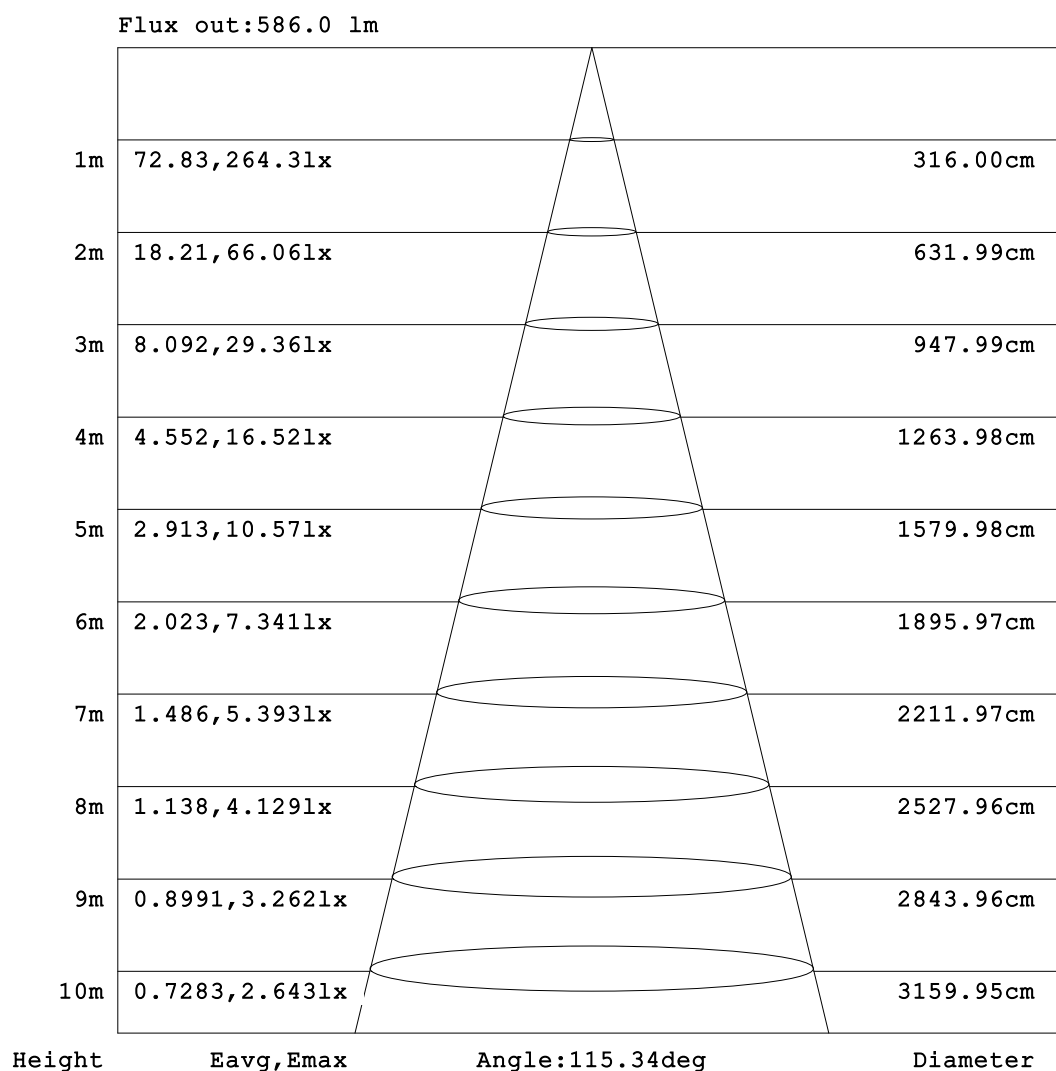 Flux out:586.0 lm
1m 72.83,264.3lx 316.00cm
2m 18.21,66.06lx 631.99cm
3m 8.092,29.36lx 947.99cm
4m 4.552,16.52lx 1263.98cm
5m 2.913,10.57lx 1579.98cm
6m 2.023,7.341lx 1895.97cm
7m 1.486,5.393lx 2211.97cm
8m 1.138,4.129lx 2527.96cm
9m 0.8991,3.262lx 2843.96cm
10m 0.7283,2.643lx 3159.95cm
Height Eavg,Emax Angle:115.34deg Diameter